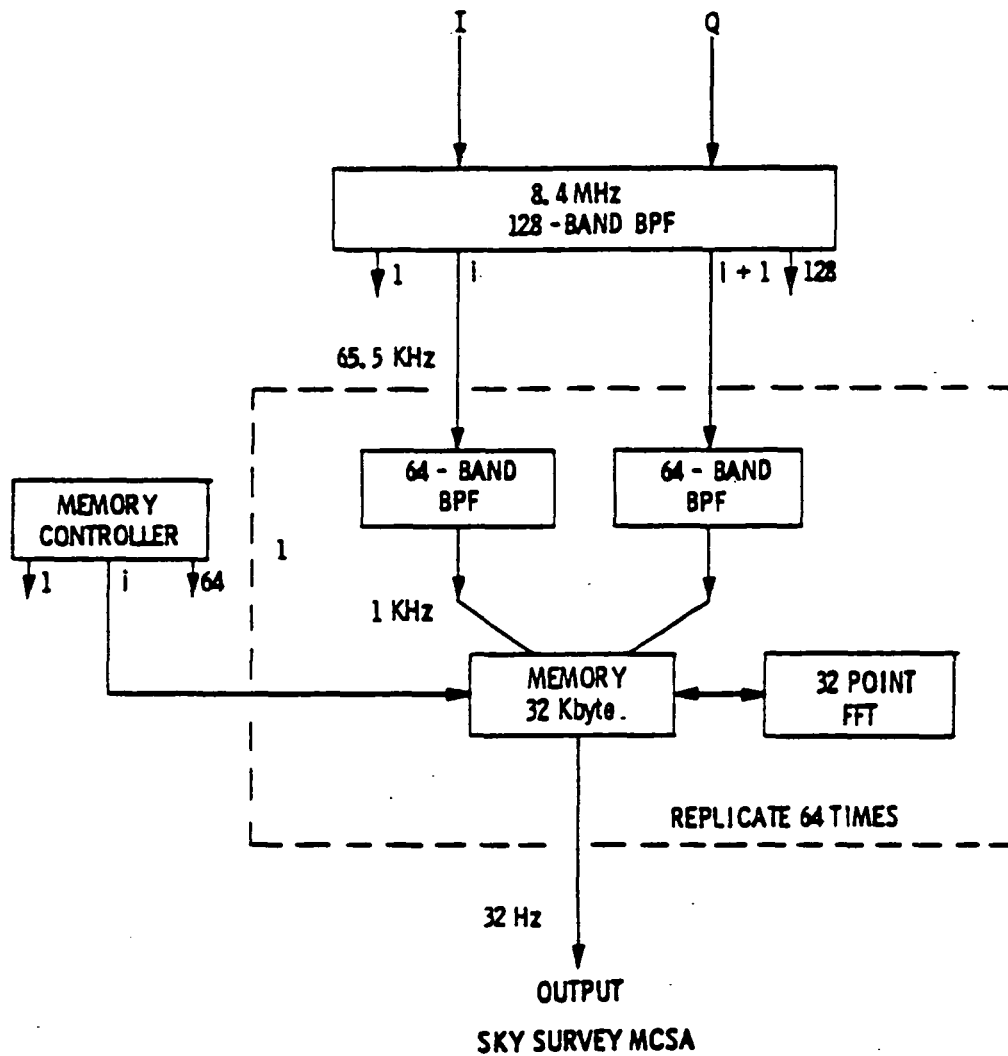 I
Q
8.4 MHz
128 - BAND BPF
1
i
i + 1
128
65.5 KHz
64 - BAND
BPF
64 - BAND
BPF
MEMORY
CONTROLLER
1
i
64
1
1 KHz
MEMORY
32 Kbyte.
32 POINT
FFT
REPLICATE 64 TIMES
32 Hz
OUTPUT
SKY SURVEY MCSA